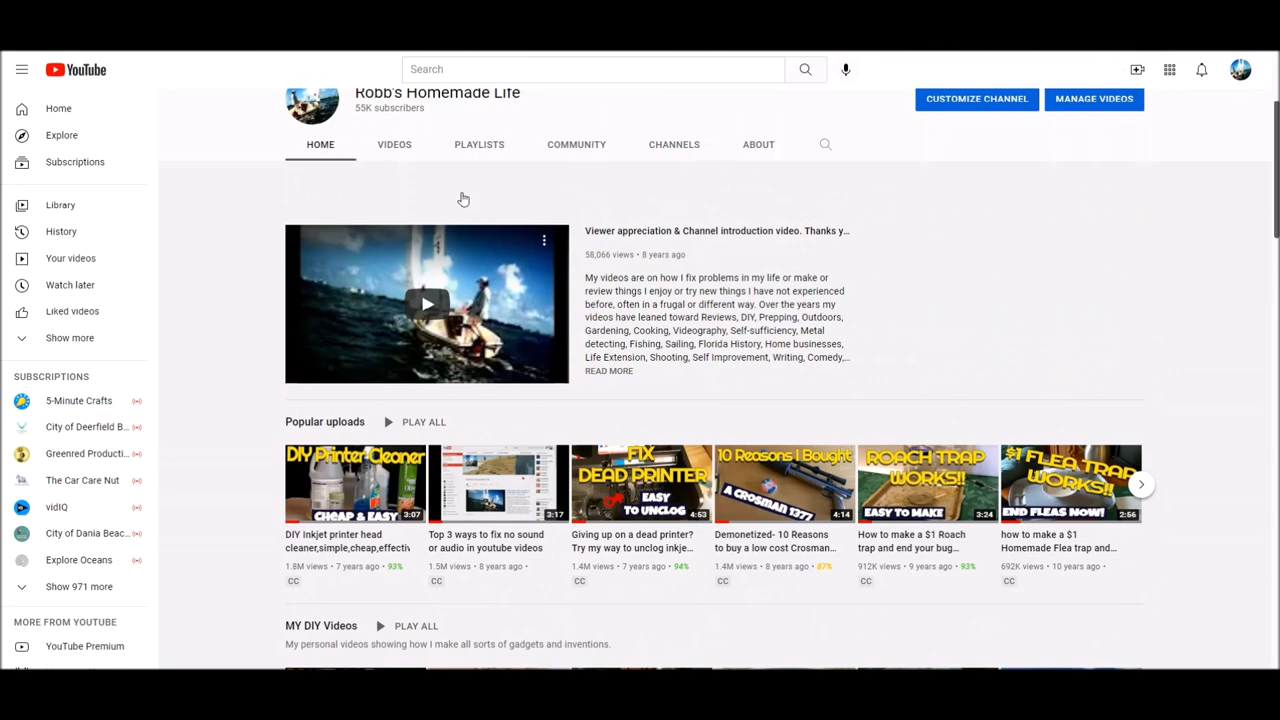 YouTube
Search
Robb's Homemade Life
55K subscribers
CUSTOMIZE CHANNEL
MANAGE VIDEOS
HOME
VIDEOS
PLAYLISTS
COMMUNITY
CHANNELS
ABOUT
Home
Explore
Subscriptions
Library
History
Your videos
Watch later
Liked videos
Show more
SUBSCRIPTIONS
5-Minute Crafts
City of Deerfield B...
Greenred Producti...
The Car Care Nut
vidIQ
City of Dania Beac...
Explore Oceans
Show 971 more
MORE FROM YOUTUBE
YouTube Premium
Viewer appreciation & Channel introduction video. Thanks y...
58,066 views • 8 years ago
My videos are on how I fix problems in my life or make or
review things I enjoy or try new things I have not experienced
before, often in a frugal or different way. Over the years my
videos have leaned toward Reviews, DIY, Prepping, Outdoors,
Gardening, Cooking, Videography, Self-sufficiency, Metal
detecting, Fishing, Sailing, Florida History, Home businesses,
Life Extension, Shooting, Self Improvement, Writing, Comedy,...
READ MORE
Popular uploads
PLAY ALL
DIY Printer-Cleaner
CHEAP & EASY
3:07
DIY Inkjet printer head
cleaner,simple,cheap,effectiv
1.8M views • 7 years ago • 93%
CC
3:17
Top 3 ways to fix no sound
or audio in youtube videos
1.5M views • 8 years ago •
CC
FIX
DEAD PRINTER
EASY
TO UNCLOG
4:53
Giving up on a dead printer?
Try my way to unclog inkje...
1.4M views • 7 years ago • 94%
CC
10 Reasons I Bought
A CROSMAN 1377
4:14
Demonetized- 10 Reasons
to buy a low cost Crosman...
1.4M views • 8 years ago • 87%
CC
ROACH TRAP
WORKS!!
EASY TO MAKE
3:24
How to make a $1 Roach
trap and end your bug...
912K views • 9 years ago • 93%
CC
$1 FLEA TRAP
WORKS!!
END FLEAS NOW!
2:56
how to make a $1
Homemade Flea trap and...
692K views • 10 years ago •
CC
MY DIY Videos
PLAY ALL
My personal videos showing how I make all sorts of gadgets and inventions.